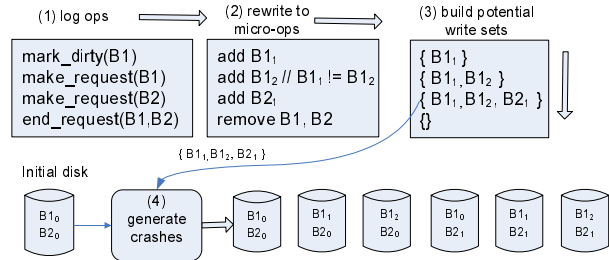 (1) log ops
(2) rewrite to
micro-ops
(3) build potential
write sets
mark_dirty(B1)
make_request(B1)
make_request(B2)
end_request(B1,B2)
add B1₁
add B1₂ // B1₁ != B1₂
add B2₁
remove B1, B2
{ B1₁ }
{ B1₁, B1₂ }
{ B1₁, B1₂, B2₁ }
{}
{ B1₁, B1₂, B2₁ }
Initial disk
B1₀
B2₀
(4)
generate
crashes
B1₀
B2₀
B1₁
B2₀
B1₂
B2₀
B1₀
B2₁
B1₁
B2₁
B1₂
B2₁